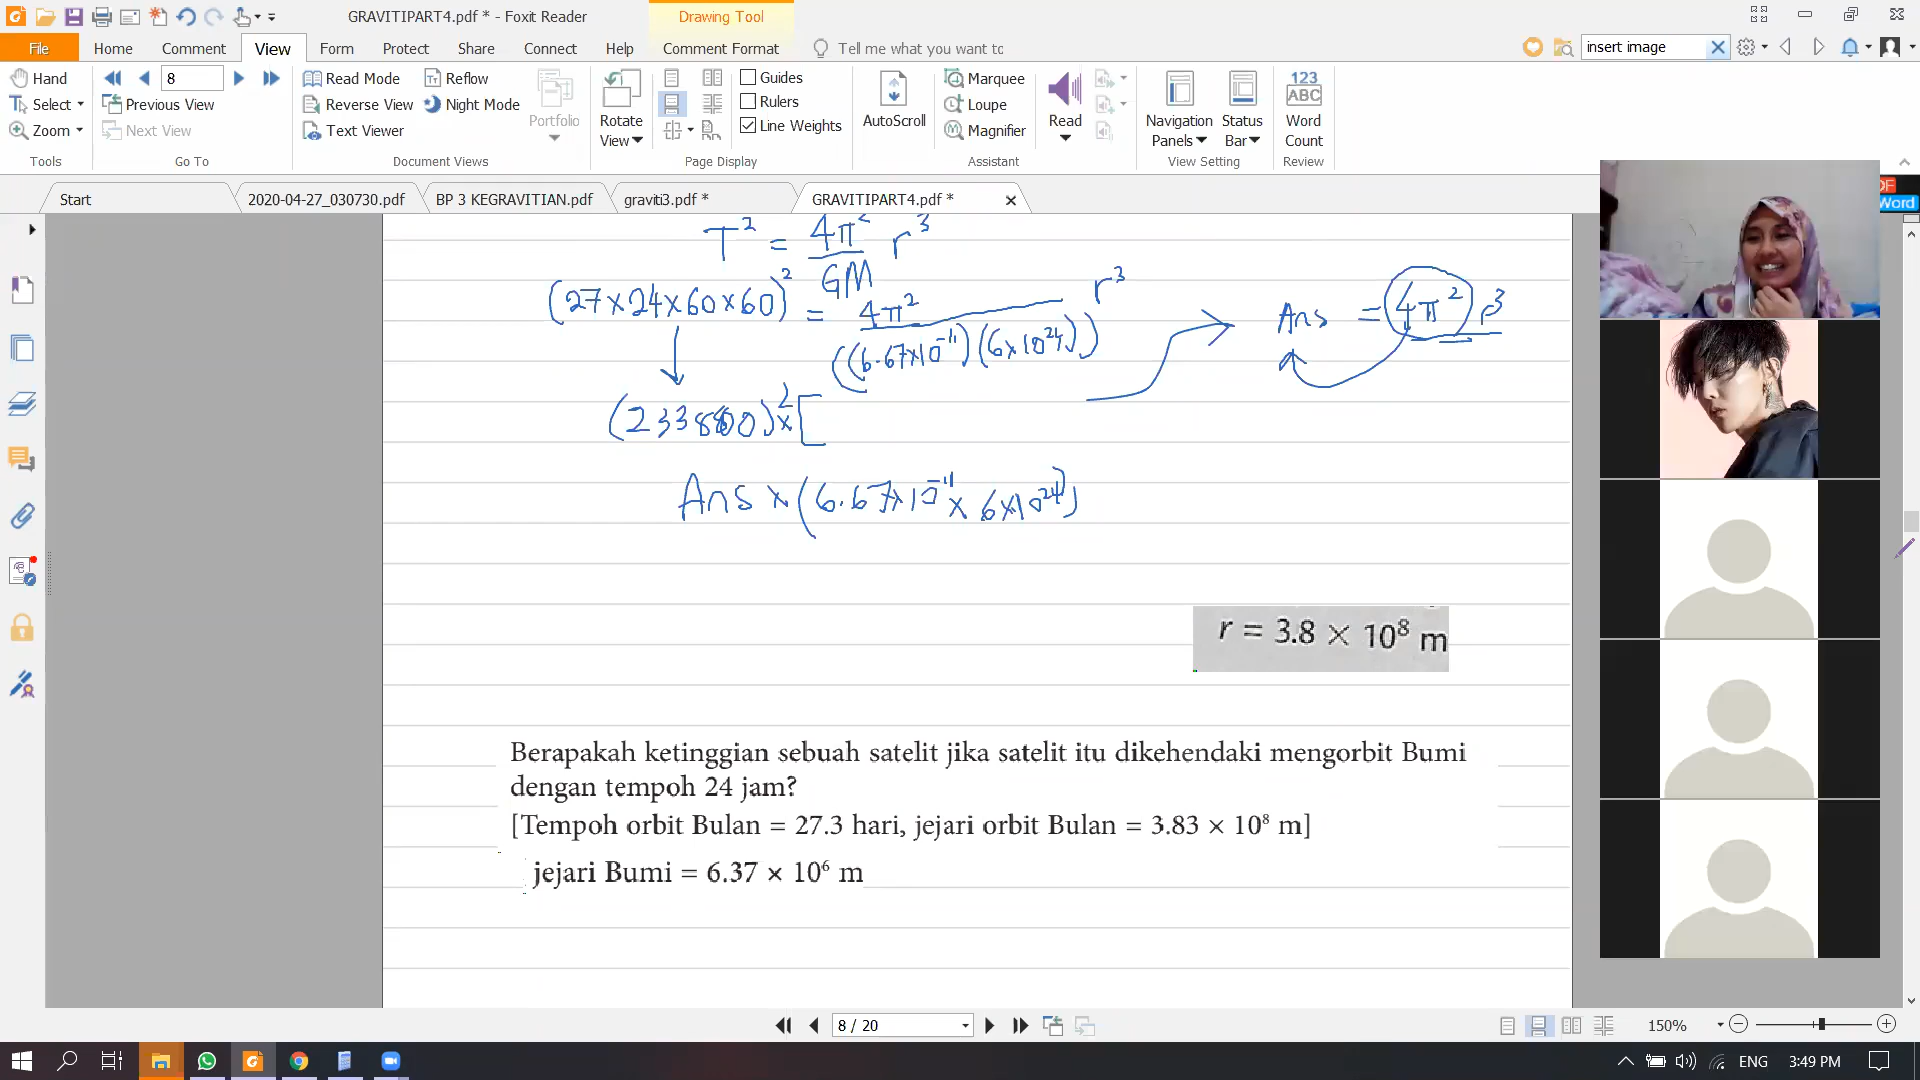 GRAVITIPART4.pdf * - Foxit Reader
Drawing Tool
File Home Comment View Form Protect Share Connect Help Comment Format Tell me what you want to insert image
Hand 8 Read Mode Reflow Guides Marquee
Select Previous View Reverse View Night Mode Rulers Loupe
Zoom Next View Text Viewer Line Weights Magnifier
Portfolio Rotate View AutoScroll Read Navigation Panels Status Bar 123 ABC Word Count
Tools Go To Document Views Page Display Assistant View Setting Review
Start 2020-04-27_030730.pdf BP 3 KEGRAVITIAN.pdf graviti3.pdf * GRAVITIPART4.pdf *
Word
T² = 4π²/GM r³
(27×24×60×60)² = 4π²/((6.67×10⁻¹¹)(6×10²⁴)) r³
Ans = 4π² r³
(2338800)² × [
Ans × (6.67×10⁻¹¹ × 6×10²⁴)
r = 3.8 × 10⁸ m
Berapakah ketinggian sebuah satelit jika satelit itu dikehendaki mengorbit Bumi
dengan tempoh 24 jam?
[Tempoh orbit Bulan = 27.3 hari, jejari orbit Bulan = 3.83 × 10⁸ m]
jejari Bumi = 6.37 × 10⁶ m
8 / 20 150%
ENG 3:49 PM